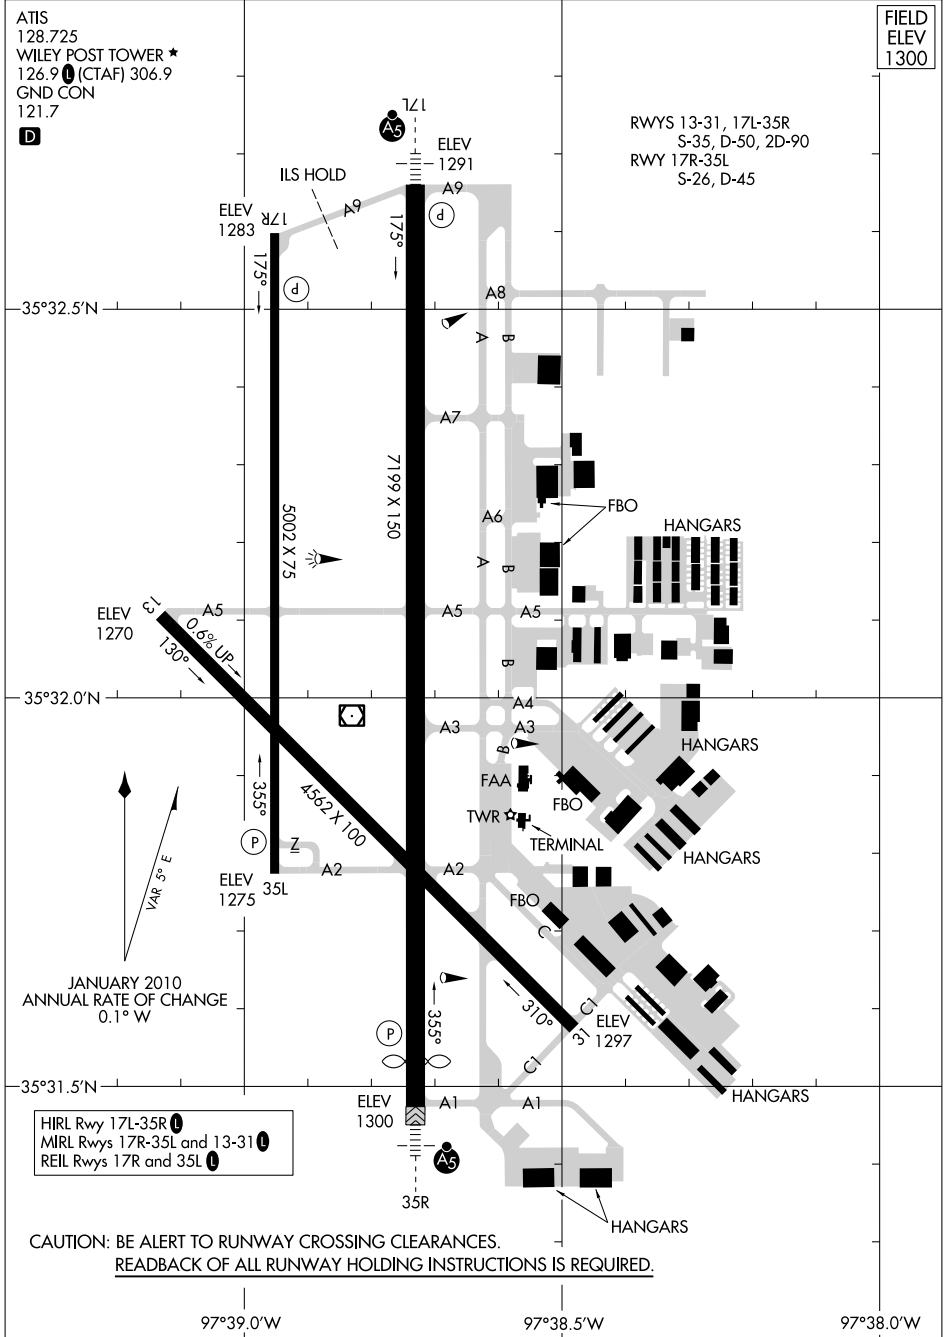 ATIS
128.725
WILEY POST TOWER ★
126.9 L (CTAF) 306.9
GND CON
121.7
D
FIELD
ELEV
1300
RWYS 13-31, 17L-35R
S-35, D-50, 2D-90
RWY 17R-35L
S-26, D-45
17L
A5
ELEV
1291
ILS HOLD
A9
A9
ELEV
1283
17R
P
175°
175°
P
A8
35°32.5'N
A
B
A7
7199 X 150
5002 X 75
A6
FBO
HANGARS
A
B
ELEV
1270
13
A5
A5
A5
0.6% UP
130°
B
35°32.0'N
A4
A3
A3
HANGARS
B
FAA
FBO
355°
4562 X 100
TWR
TERMINAL
HANGARS
P
Z
A2
A2
ELEV
1275
35L
VAR 5° E
FBO
C
JANUARY 2010
ANNUAL RATE OF CHANGE
0.1° W
310°
C1
ELEV
1297
31
355°
P
C1
35°31.5'N
HANGARS
ELEV
1300
A1
A1
HIRL Rwy 17L-35R L
MIRL Rwys 17R-35L and 13-31 L
REIL Rwys 17R and 35L L
A5
35R
HANGARS
CAUTION: BE ALERT TO RUNWAY CROSSING CLEARANCES.
READBACK OF ALL RUNWAY HOLDING INSTRUCTIONS IS REQUIRED.
97°39.0'W
97°38.5'W
97°38.0'W